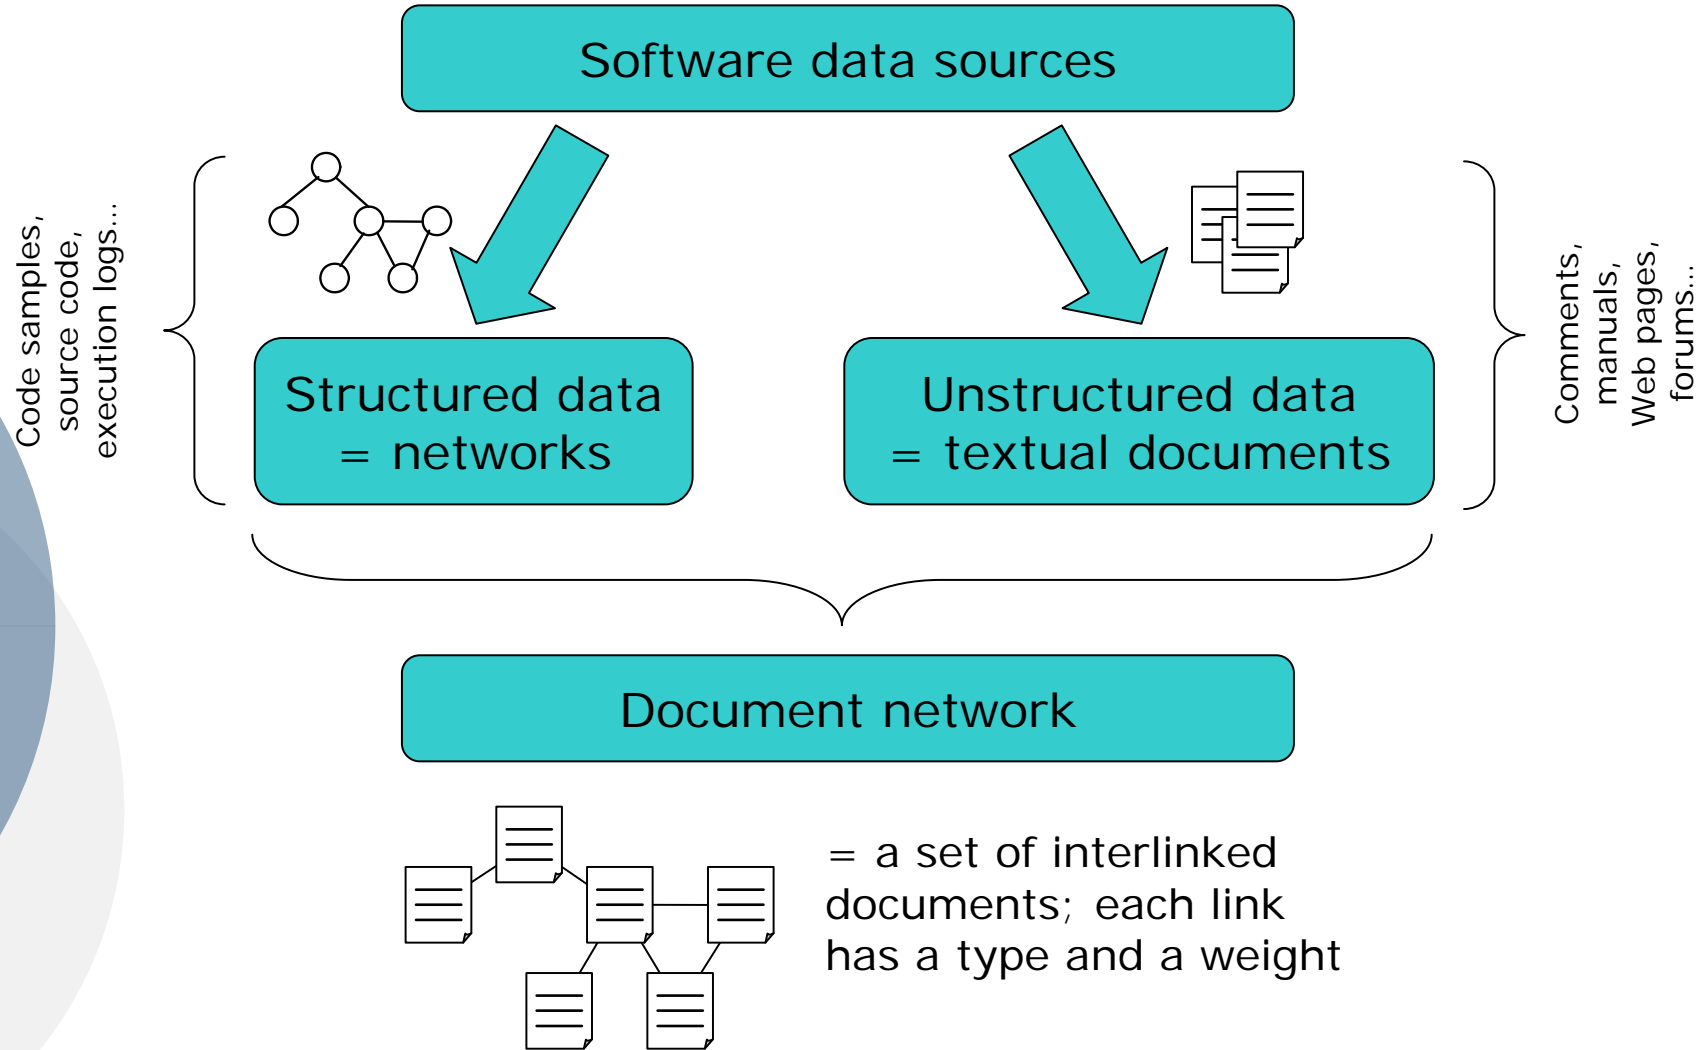 Software data sources
Code samples,
source code,
execution logs...
Comments,
manuals,
Web pages,
forums...
Structured data
= networks
Unstructured data
= textual documents
Document network
= a set of interlinked
documents; each link
has a type and a weight